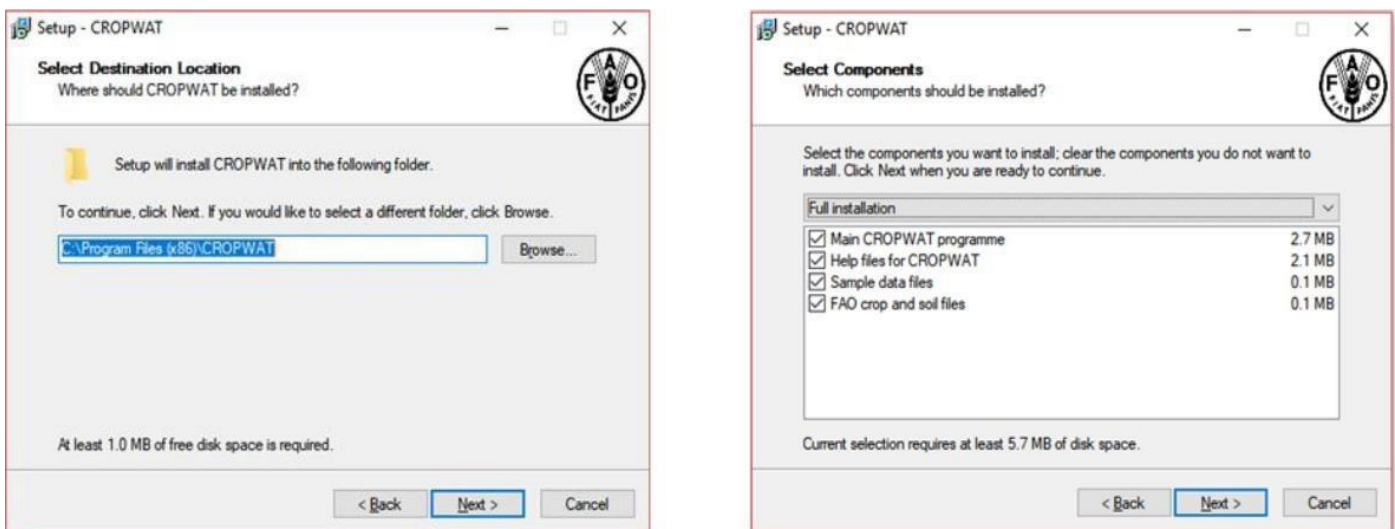 Setup - CROPWAT
Select Destination Location
Where should CROPWAT be installed?
FAO
FIAT PANIS
Setup will install CROPWAT into the following folder.
To continue, click Next. If you would like to select a different folder, click Browse.
C:\Program Files (x86)\CROPWAT
Browse...
At least 1.0 MB of free disk space is required.
< Back
Next >
Cancel
Setup - CROPWAT
Select Components
Which components should be installed?
FAO
FIAT PANIS
Select the components you want to install; clear the components you do not want to
install. Click Next when you are ready to continue.
Full installation
Main CROPWAT programme 2.7 MB
Help files for CROPWAT 2.1 MB
Sample data files 0.1 MB
FAO crop and soil files 0.1 MB
Current selection requires at least 5.7 MB of disk space.
< Back
Next >
Cancel